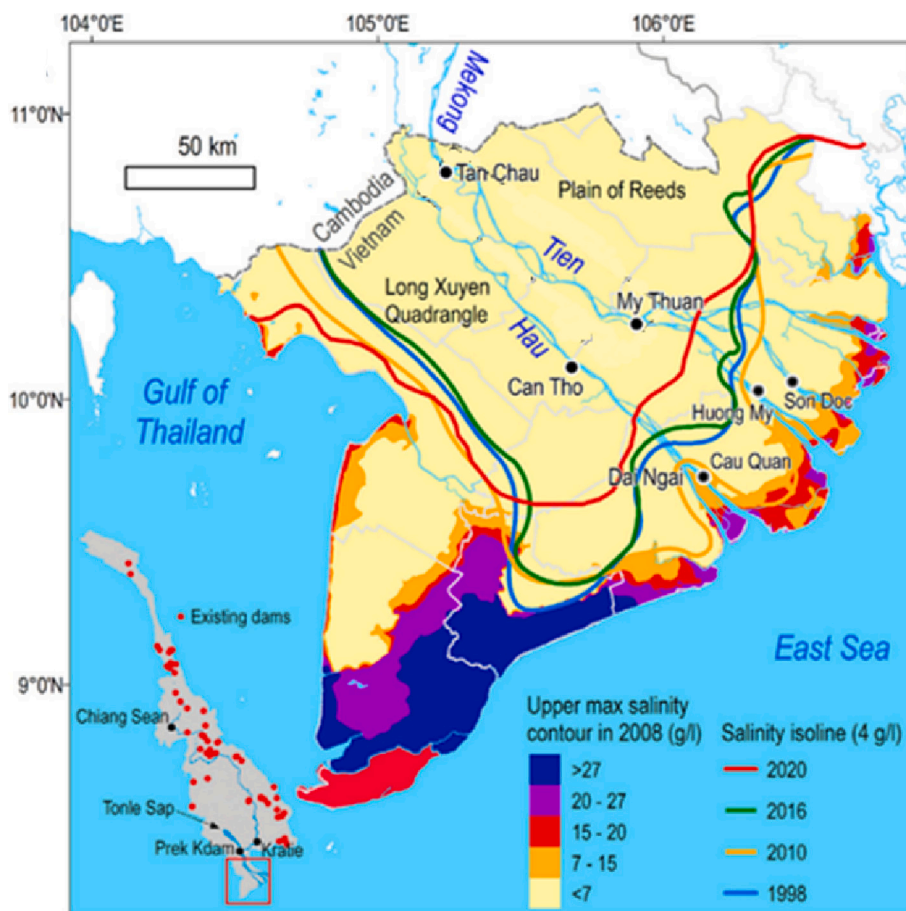 104°0'E
105°0'E
106°0'E
11°0'N
10°0'N
9°0'N
50 km
Mekong
Tan Chau
Plain of Reeds
Cambodia
Vietnam
Tien
Long Xuyen
Quadrangle
My Thuan
Hau
Can Tho
Gulf of
Thailand
Huong My
Son Doc
Dai Ngai
Cau Quan
East Sea
Existing dams
Chiang Sean
Tonle Sap
Prek Kdam
Kratie
Upper max salinity
contour in 2008 (g/l)
>27
20 - 27
15 - 20
7 - 15
<7
Salinity isoline (4 g/l)
2020
2016
2010
1998